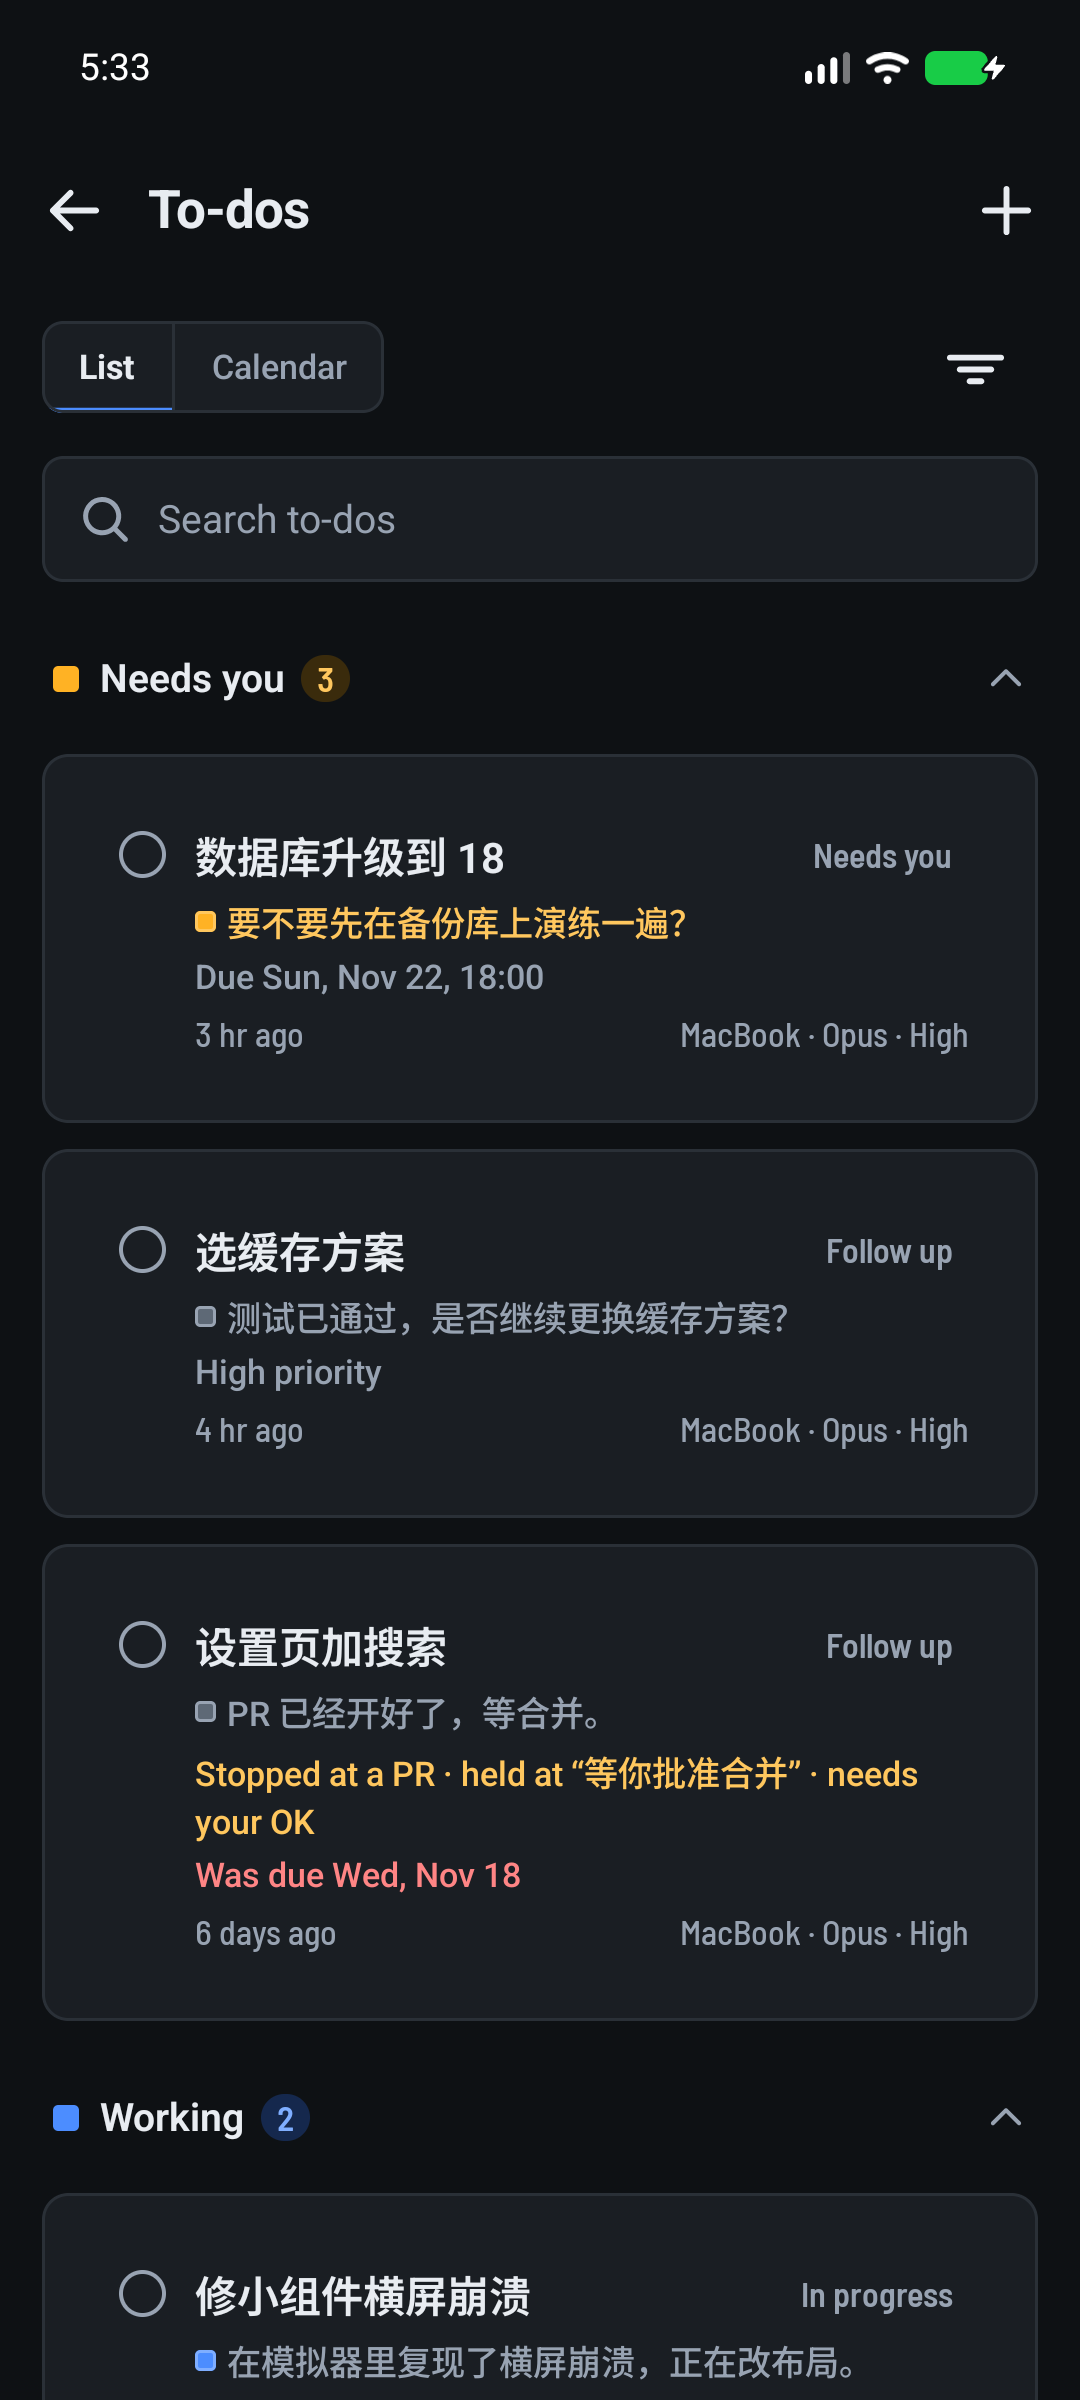 5:33
To-dos
List
Calendar
Search to-dos
Needs you 3
数据库升级到 18
Needs you
要不要先在备份库上演练一遍？
Due Sun, Nov 22, 18:00
3 hr ago
MacBook · Opus · High
选缓存方案
Follow up
测试已通过，是否继续更换缓存方案？
High priority
4 hr ago
MacBook · Opus · High
设置页加搜索
Follow up
PR 已经开好了，等合并。
Stopped at a PR · held at “等你批准合并” · needs
your OK
Was due Wed, Nov 18
6 days ago
MacBook · Opus · High
Working 2
修小组件横屏崩溃
In progress
在模拟器里复现了横屏崩溃，正在改布局。